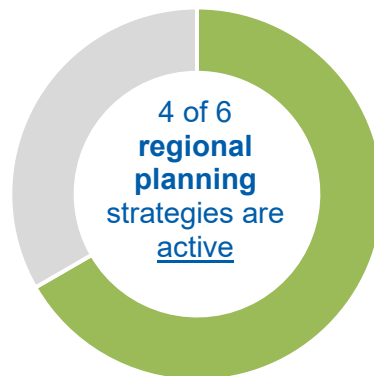 4 of 6
regional
planning
strategies are
active